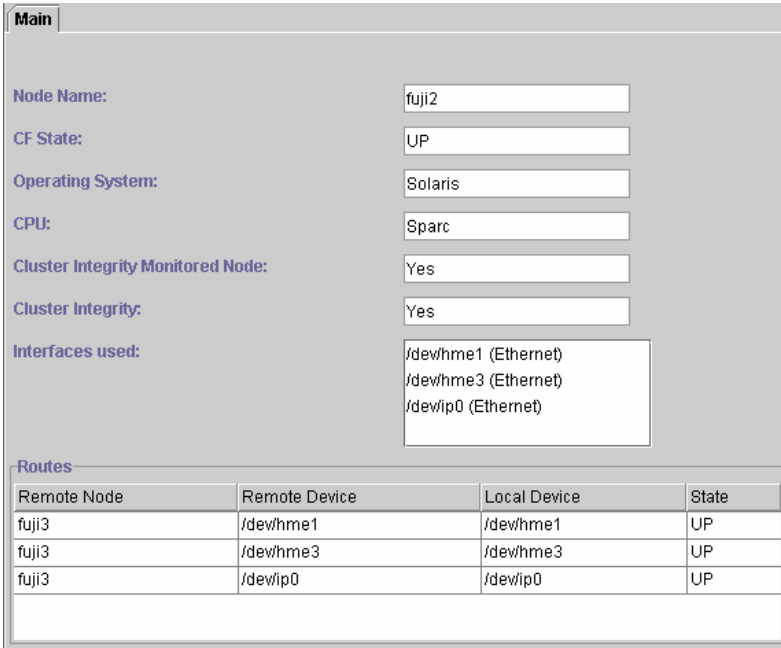 Main
Node Name: fuji2
CF State: UP
Operating System: Solaris
CPU: Sparc
Cluster Integrity Monitored Node: Yes
Cluster Integrity: Yes
Interfaces used: /dev/hme1 (Ethernet)
/dev/hme3 (Ethernet)
/dev/ip0 (Ethernet)
Routes
Remote Node Remote Device Local Device State
fuji3 /dev/hme1 /dev/hme1 UP
fuji3 /dev/hme3 /dev/hme3 UP
fuji3 /dev/ip0 /dev/ip0 UP